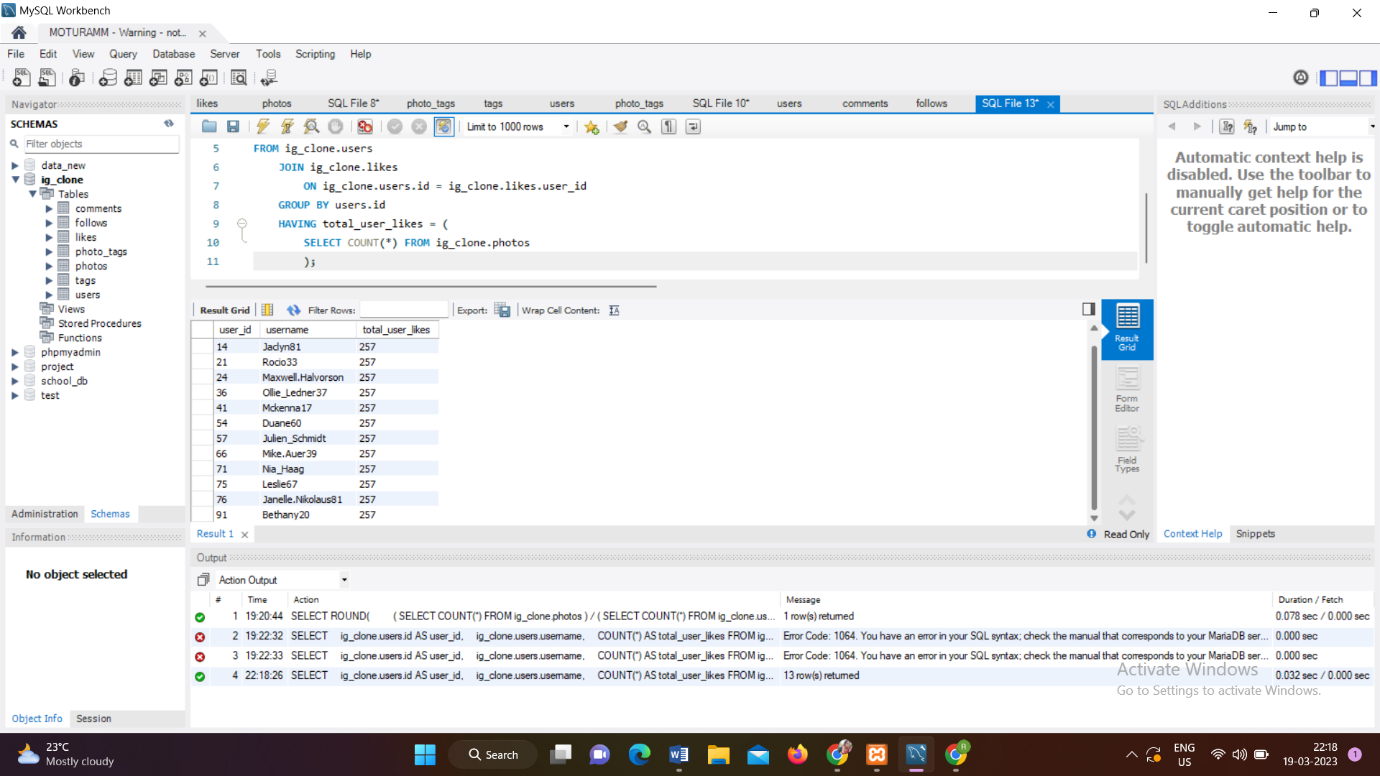 MySQL Workbench
MOTURAMM - Warning - not...
File Edit View Query Database Server Tools Scripting Help
Navigator
SCHEMAS
Filter objects
data_new
ig_clone
Tables
comments
follows
likes
photo_tags
photos
tags
users
Views
Stored Procedures
Functions
phpmyadmin
project
school_db
test
Administration Schemas
Information
No object selected
Object Info Session
likes photos SQL File 8* photo_tags tags users photo_tags SQL File 10* users comments follows SQL File 13*
Limit to 1000 rows
5 FROM ig_clone.users
6 JOIN ig_clone.likes
7 ON ig_clone.users.id = ig_clone.likes.user_id
8 GROUP BY users.id
9 HAVING total_user_likes = (
10 SELECT COUNT(*) FROM ig_clone.photos
11 );
Result Grid Filter Rows: Export: Wrap Cell Content:
user_id username total_user_likes
14 Jaclyn81 257
21 Rocio33 257
24 Maxwell.Halvorson 257
36 Ollie_Ledner37 257
41 Mckenna17 257
54 Duane60 257
57 Julien_Schmidt 257
66 Mike.Auer39 257
71 Nia_Haag 257
75 Leslie67 257
76 Janelle.Nikolaus81 257
91 Bethany20 257
Result Grid
Form Editor
Field Types
Result 1
Read Only
SQLAdditions
Jump to
Automatic context help is
disabled. Use the toolbar to
manually get help for the
current caret position or to
toggle automatic help.
Context Help Snippets
Output
Action Output
# Time Action Message Duration / Fetch
1 19:20:44 SELECT ROUND( ( SELECT COUNT(*) FROM ig_clone.photos ) / ( SELECT COUNT(*) FROM ig_clone.us... 1 row(s) returned 0.078 sec / 0.000 sec
2 19:22:32 SELECT ig_clone.users.id AS user_id, ig_clone.users.username, COUNT(*) AS total_user_likes FROM ig... Error Code: 1064. You have an error in your SQL syntax; check the manual that corresponds to your MariaDB ser... 0.000 sec
3 19:22:33 SELECT ig_clone.users.id AS user_id, ig_clone.users.username, COUNT(*) AS total_user_likes FROM ig... Error Code: 1064. You have an error in your SQL syntax; check the manual that corresponds to your MariaDB ser... 0.000 sec
4 22:18:26 SELECT ig_clone.users.id AS user_id, ig_clone.users.username, COUNT(*) AS total_user_likes FROM ig... 13 row(s) returned 0.032 sec / 0.000 sec
Activate Windows
Go to Settings to activate Windows.
23°C
Mostly cloudy
Search
ENG
US
22:18
19-03-2023
1